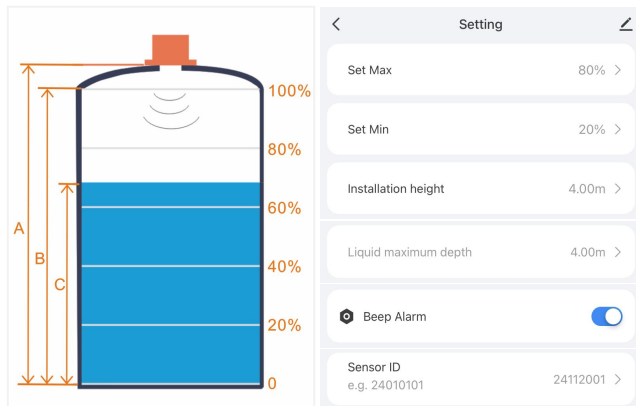 100%
80%
60%
40%
20%
0
A
B
C
Setting
Set Max 80%
Set Min 20%
Installation height 4.00m
Liquid maximum depth 4.00m
Beep Alarm
Sensor ID
e.g. 24010101
24112001